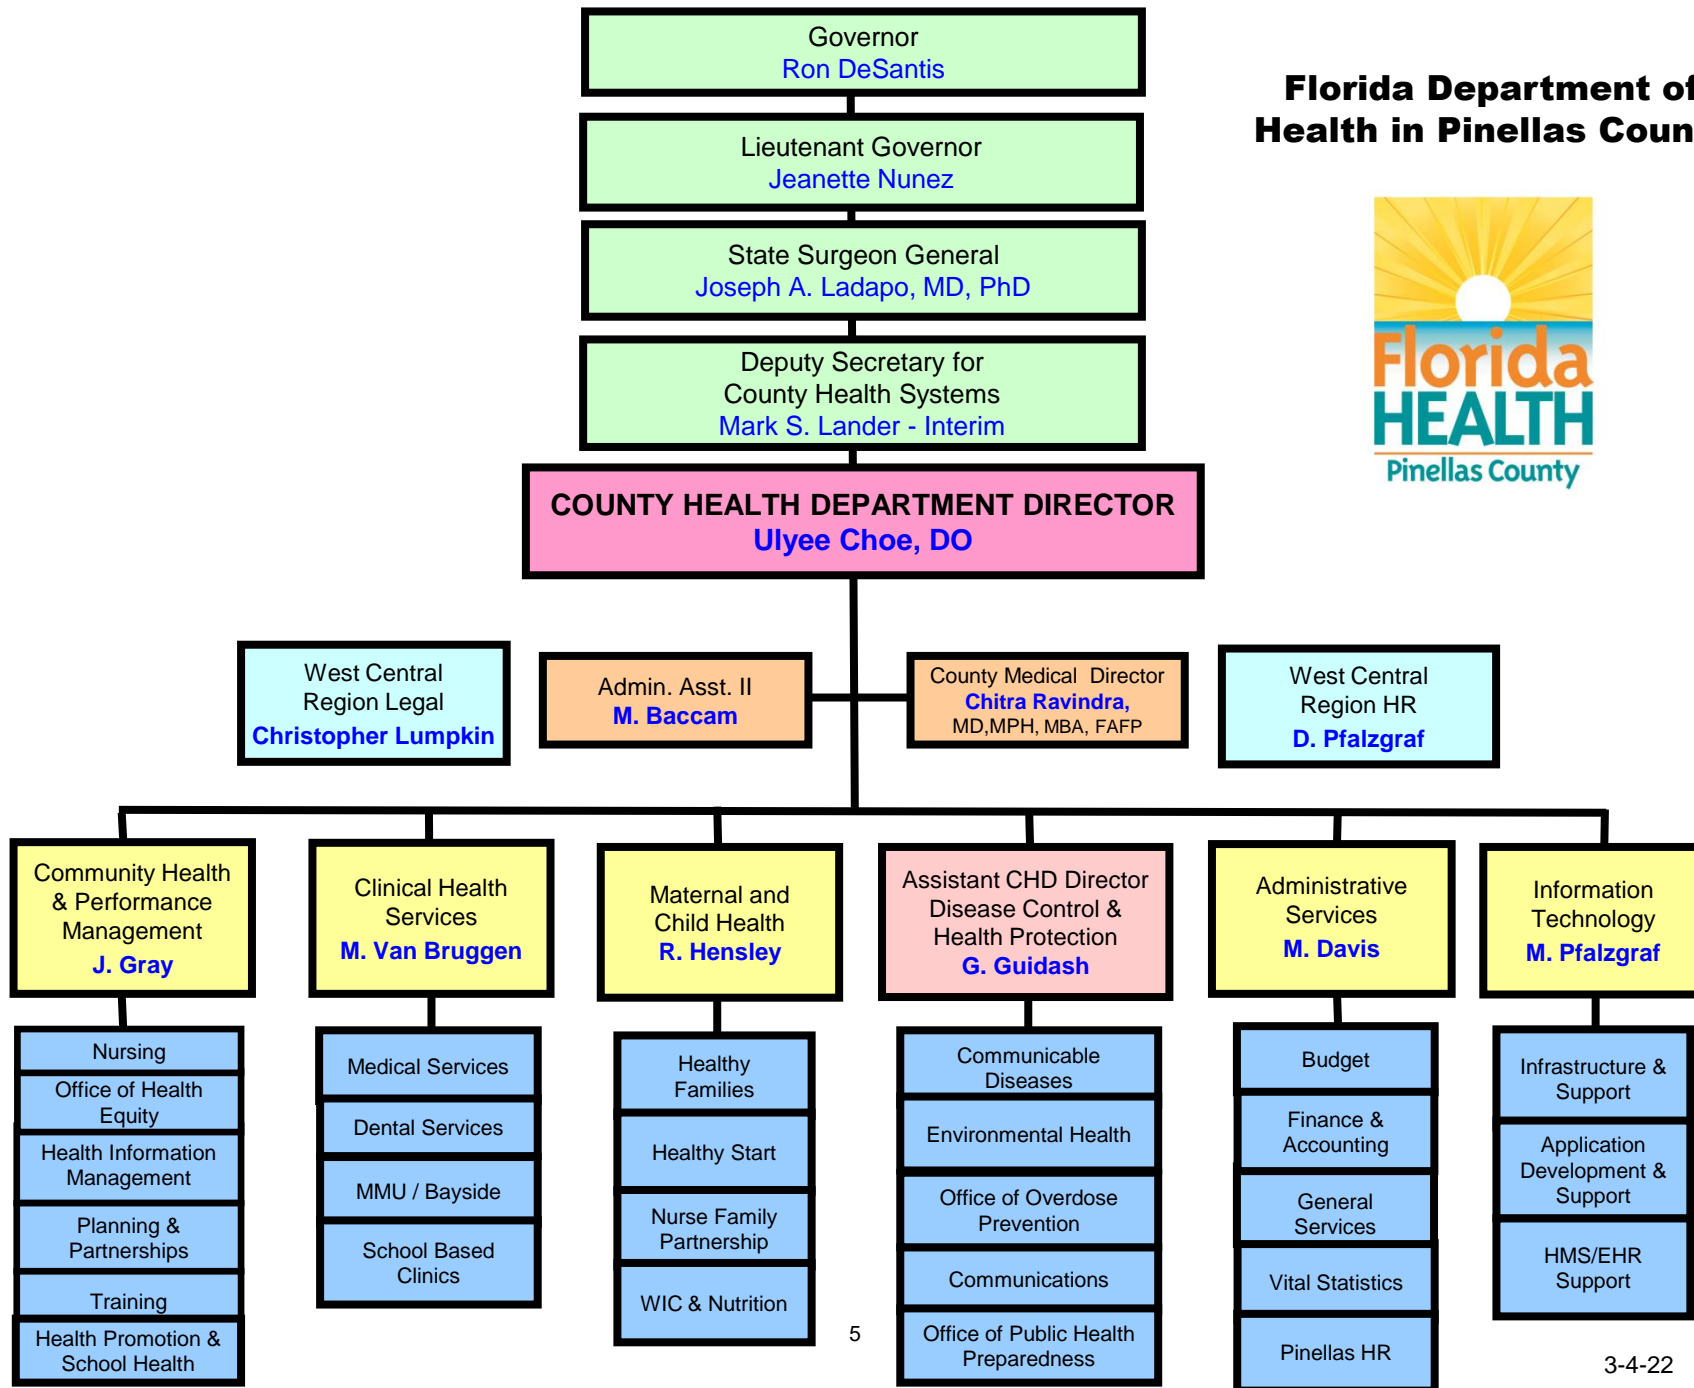 Governor
Ron DeSantis
Florida Department of
Health in Pinellas Coun
Lieutenant Governor
Jeanette Nunez
State Surgeon General
Joseph A. Ladapo, MD, PhD
Deputy Secretary for
County Health Systems
Mark S. Lander - Interim
Florida
HEALTH
Pinellas County
COUNTY HEALTH DEPARTMENT DIRECTOR
Ulyee Choe, DO
West Central
Region Legal
Christopher Lumpkin
Admin. Asst. II
M. Baccam
County Medical Director
Chitra Ravindra,
MD,MPH, MBA, FAFP
West Central
Region HR
D. Pfalzgraf
Community Health
& Performance
Management
J. Gray
Clinical Health
Services
M. Van Bruggen
Maternal and
Child Health
R. Hensley
Assistant CHD Director
Disease Control &
Health Protection
G. Guidash
Administrative
Services
M. Davis
Information
Technology
M. Pfalzgraf
Nursing
Office of Health
Equity
Health Information
Management
Planning &
Partnerships
Training
Health Promotion &
School Health
Medical Services
Dental Services
MMU / Bayside
School Based
Clinics
Healthy
Families
Healthy Start
Nurse Family
Partnership
WIC & Nutrition
Communicable
Diseases
Environmental Health
Office of Overdose
Prevention
Communications
Office of Public Health
Preparedness
Budget
Finance &
Accounting
General
Services
Vital Statistics
Pinellas HR
Infrastructure &
Support
Application
Development &
Support
HMS/EHR
Support
5
3-4-22